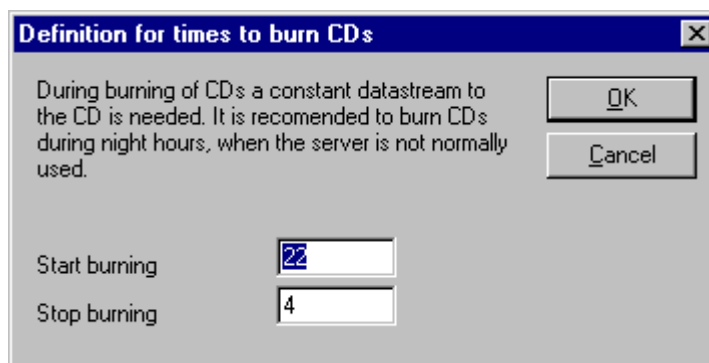 Definition for times to burn CDs
During burning of CDs a constant datastream to
the CD is needed. It is recomended to burn CDs
during night hours, when the server is not normally
used.
OK
Cancel
Start burning 22
Stop burning 4